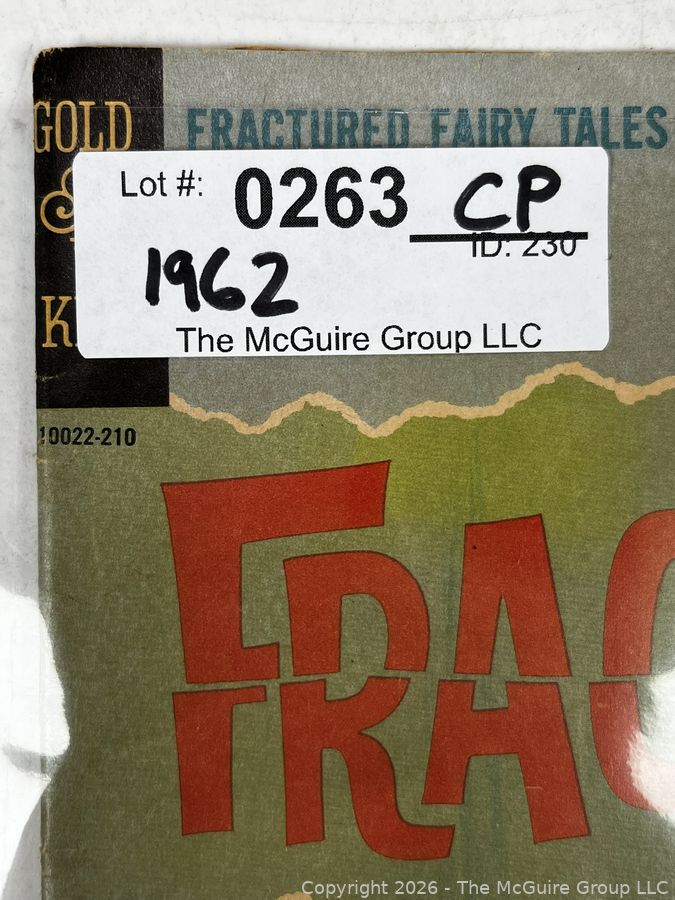 GOLD
FRACTURED FAIRY TALES
Lot #: 0263 CP
ID: 230
1962
The McGuire Group LLC
10022-210
FRAC
Copyright 2026 - The McGuire Group LLC